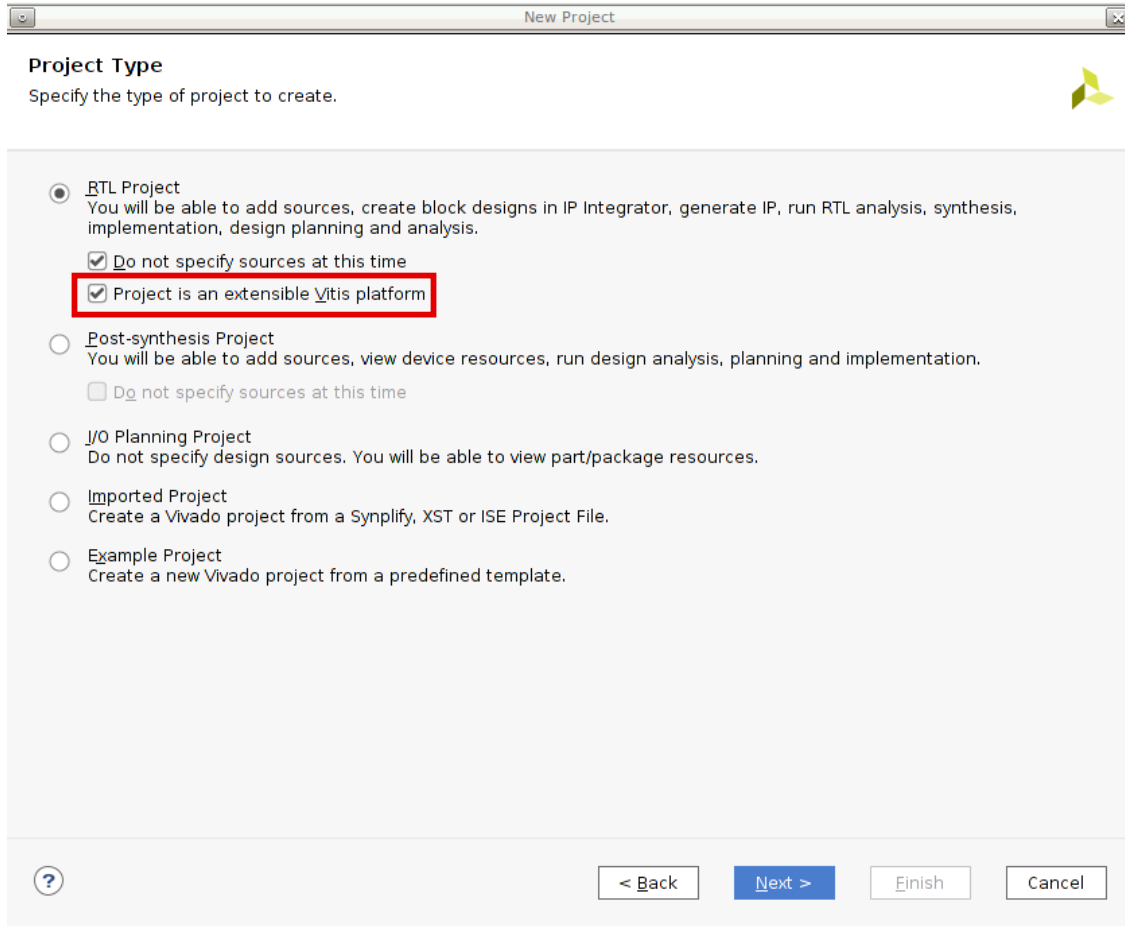 New Project
Project Type
Specify the type of project to create.
RTL Project
You will be able to add sources, create block designs in IP Integrator, generate IP, run RTL analysis, synthesis,
implementation, design planning and analysis.
Do not specify sources at this time
Project is an extensible Vitis platform
Post-synthesis Project
You will be able to add sources, view device resources, run design analysis, planning and implementation.
Do not specify sources at this time
I/O Planning Project
Do not specify design sources. You will be able to view part/package resources.
Imported Project
Create a Vivado project from a Synplify, XST or ISE Project File.
Example Project
Create a new Vivado project from a predefined template.
? < Back Next > Finish Cancel